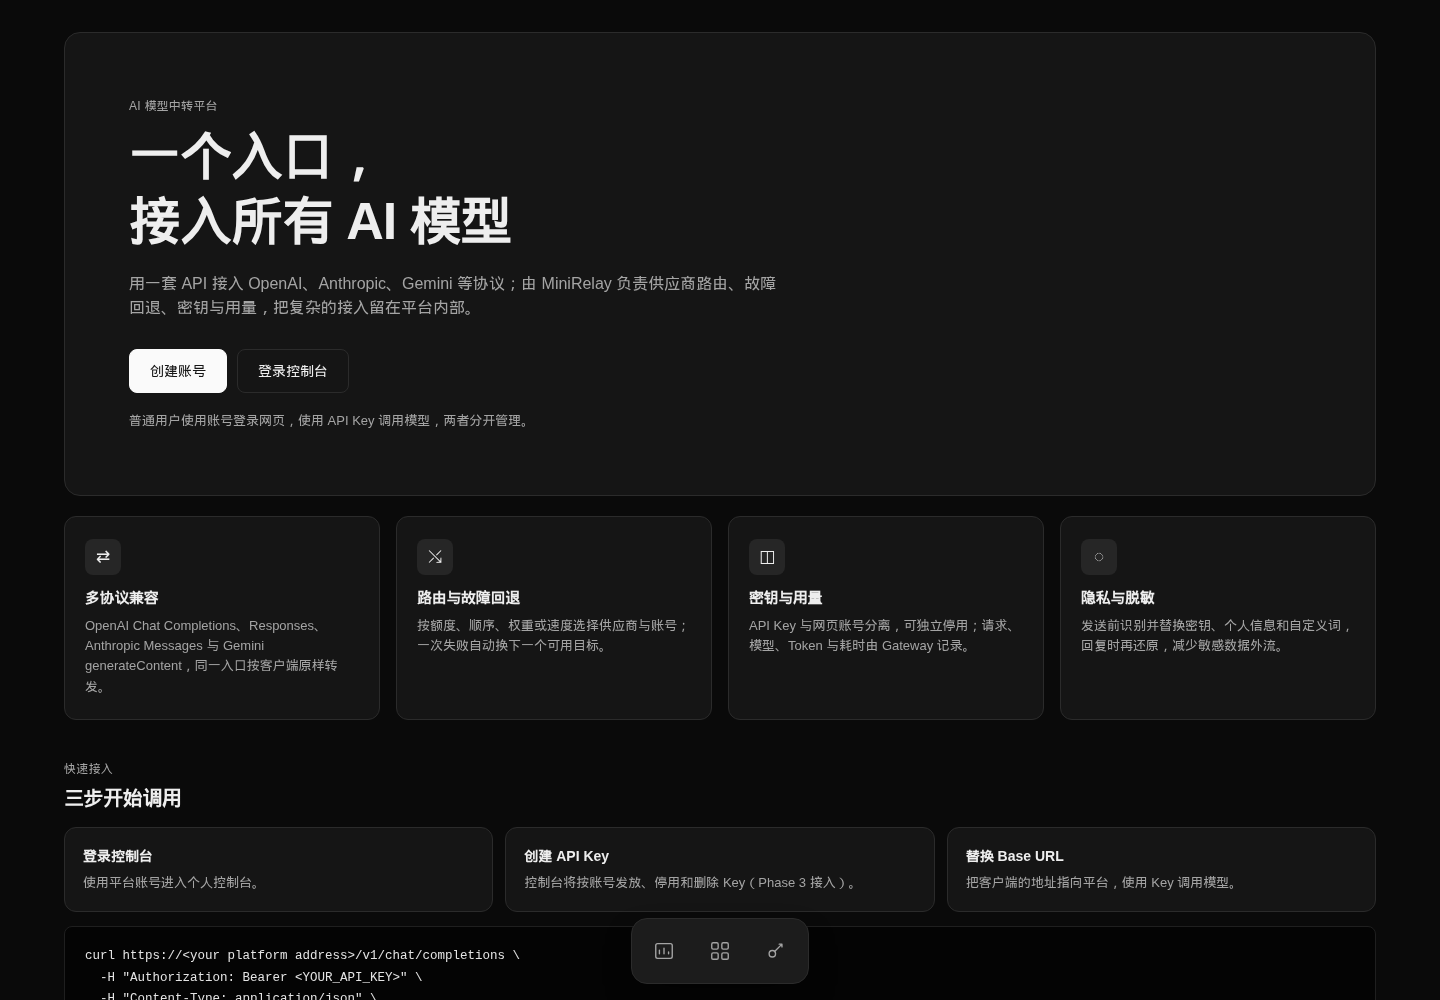 AI 模型中转平台
一个入口，
接入所有 AI 模型
用一套 API 接入 OpenAI、Anthropic、Gemini 等协议；由 MiniRelay 负责供应商路由、故障
回退、密钥与用量，把复杂的接入留在平台内部。
创建账号
登录控制台
普通用户使用账号登录网页，使用 API Key 调用模型，两者分开管理。
多协议兼容
OpenAI Chat Completions、Responses、
Anthropic Messages 与 Gemini
generateContent，同一入口按客户端原样转
发。
路由与故障回退
按额度、顺序、权重或速度选择供应商与账号；
一次失败自动换下一个可用目标。
密钥与用量
API Key 与网页账号分离，可独立停用；请求、
模型、Token 与耗时由 Gateway 记录。
隐私与脱敏
发送前识别并替换密钥、个人信息和自定义词，
回复时再还原，减少敏感数据外流。
快速接入
三步开始调用
登录控制台
使用平台账号进入个人控制台。
创建 API Key
控制台将按账号发放、停用和删除 Key（Phase 3 接入）。
替换 Base URL
把客户端的地址指向平台，使用 Key 调用模型。
curl https://<your platform address>/v1/chat/completions \
  -H "Authorization: Bearer <YOUR_API_KEY>" \
  -H "Content-Type: application/json" \